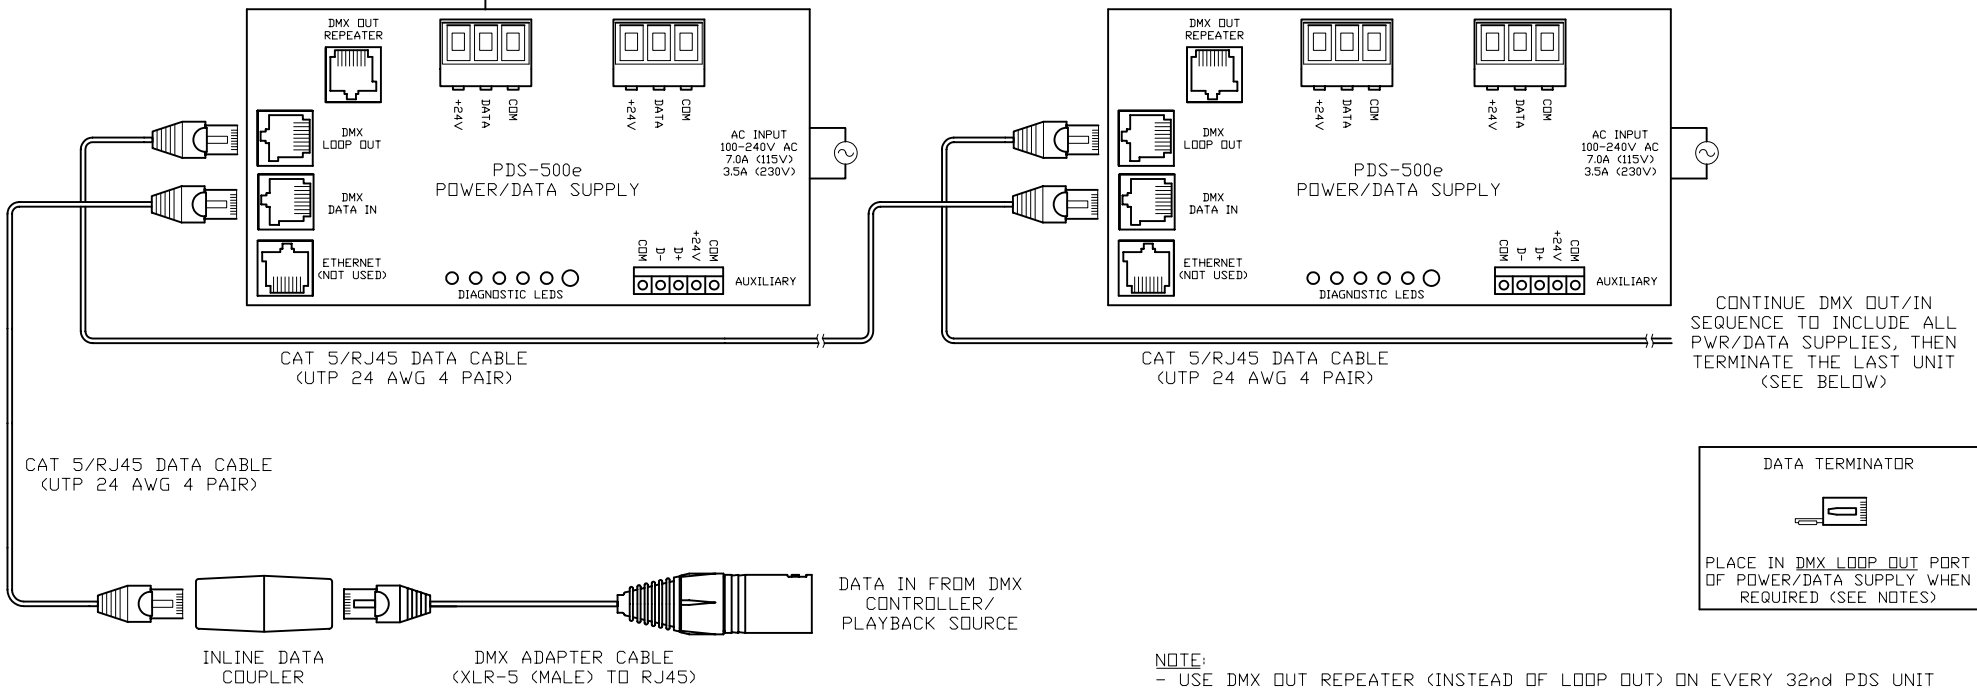 DMX OUT
REPEATER
+24V
DATA
COM
+24V
DATA
COM
DMX
LOOP OUT
AC INPUT
100-240V AC
7.0A (115V)
3.5A (230V)
PDS-500e
POWER/DATA SUPPLY
DMX
DATA IN
ETHERNET
(NOT USED)
DIAGNOSTIC LEDS
COM
D-
D+
+24V
COM
AUXILIARY
DMX OUT
REPEATER
+24V
DATA
COM
+24V
DATA
COM
DMX
LOOP OUT
AC INPUT
100-240V AC
7.0A (115V)
3.5A (230V)
PDS-500e
POWER/DATA SUPPLY
DMX
DATA IN
ETHERNET
(NOT USED)
DIAGNOSTIC LEDS
COM
D-
D+
+24V
COM
AUXILIARY
CAT 5/RJ45 DATA CABLE
(UTP 24 AWG 4 PAIR)
CAT 5/RJ45 DATA CABLE
(UTP 24 AWG 4 PAIR)
CONTINUE DMX OUT/IN
SEQUENCE TO INCLUDE ALL
PWR/DATA SUPPLIES, THEN
TERMINATE THE LAST UNIT
(SEE BELOW)
CAT 5/RJ45 DATA CABLE
(UTP 24 AWG 4 PAIR)
DATA TERMINATOR
PLACE IN DMX LOOP OUT PORT
OF POWER/DATA SUPPLY WHEN
REQUIRED (SEE NOTES)
DATA IN FROM DMX
CONTROLLER/
PLAYBACK SOURCE
INLINE DATA
COUPLER
DMX ADAPTER CABLE
(XLR-5 (MALE) TO RJ45)
NOTE:
- USE DMX OUT REPEATER (INSTEAD OF LOOP OUT) ON EVERY 32nd PDS UNIT